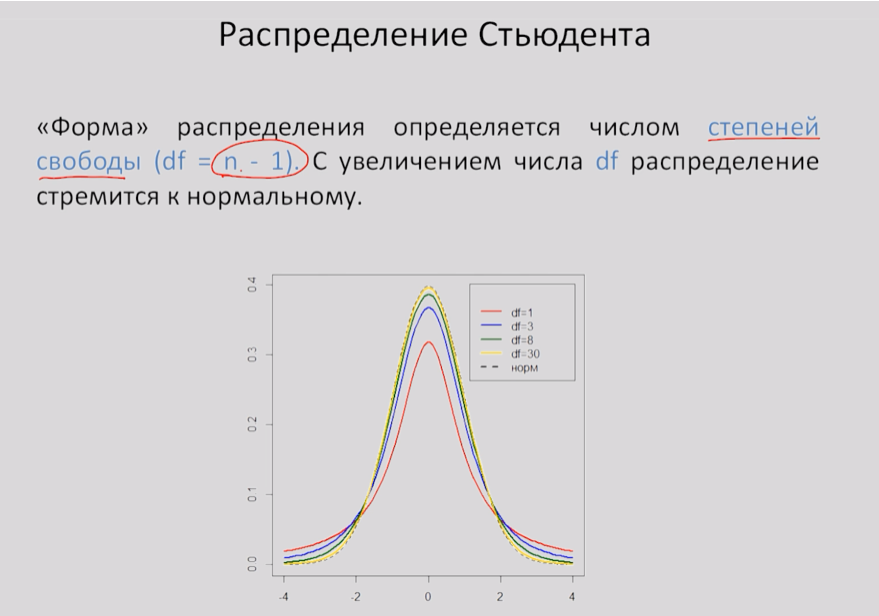 Распределение Стьюдента
«Форма» распределения определяется числом степеней
свободы (df = n - 1). С увеличением числа df распределение
стремится к нормальному.
0.4
0.3
0.2
0.1
0.0
df=1
df=3
df=8
df=30
норм
-4 -2 0 2 4